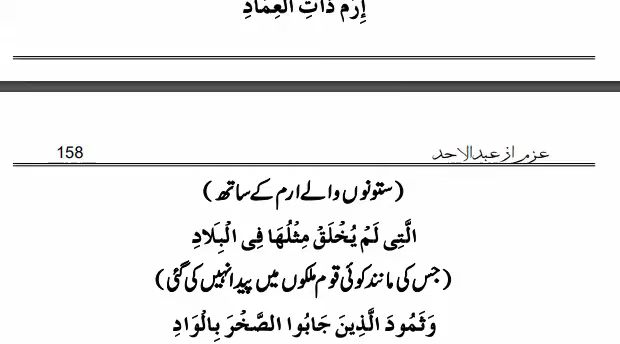 إِرَمَ ذَاتِ الْعِمَادِ
158 عزم از عبدالاحد
(ستونوں والے ارم کے ساتھ)
الَّتِی لَمْ یُخْلَقْ مِثْلُهَا فِی الْبِلَادِ
(جس کی مانند کوئی قوم ملکوں میں پیدا نہیں کی گئی)
وَثَمُودَ الَّذِینَ جَابُوا الصَّخْرَ بِالْوَادِ